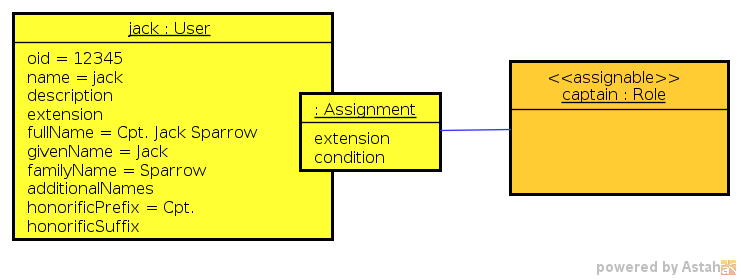 jack : User
oid = 12345
name = jack
description
extension
fullName = Cpt. Jack Sparrow
givenName = Jack
familyName = Sparrow
additionalNames
honorificPrefix = Cpt.
honorificSuffix
: Assignment
extension
condition
<<assignable>>
captain : Role
powered by Astah